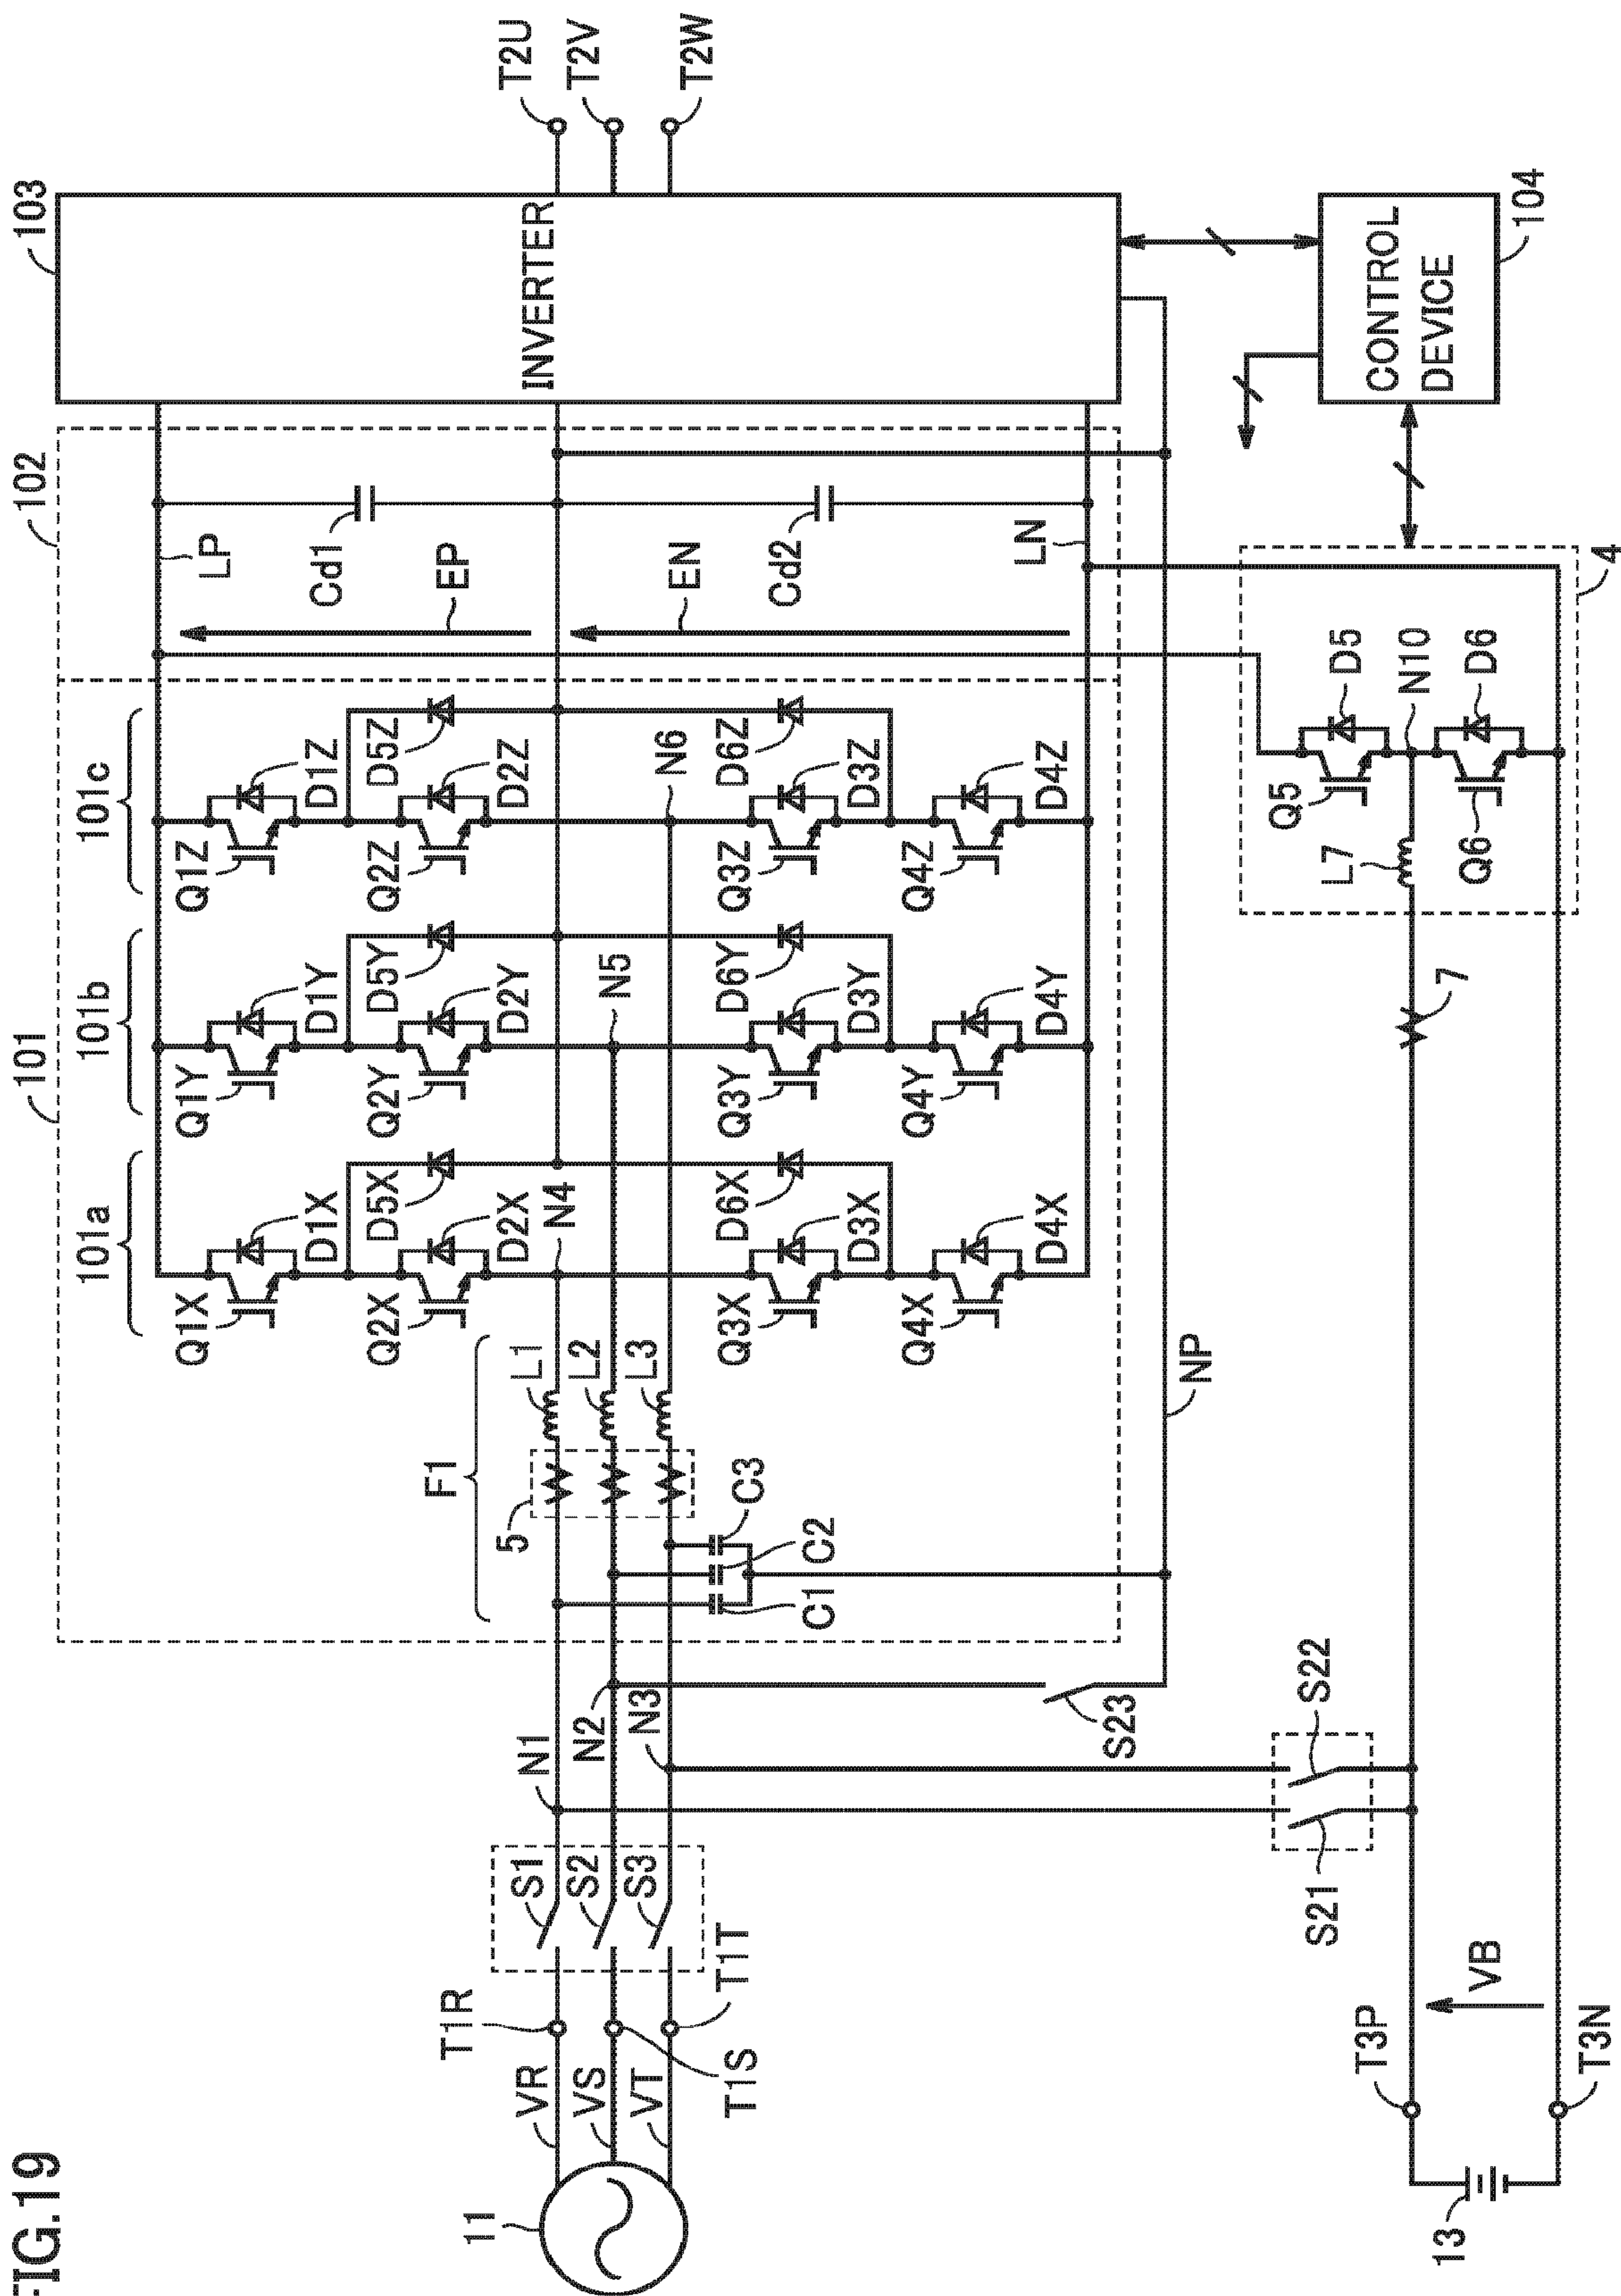 FIG.19
101
102
103
101a
101b
101c
T2U
T2V
T2W
Q1X
D1X
Q1Y
D1Y
Q1Z
D1Z
LP
Cd1
Q2X
D5X
D2X
Q2Y
D5Y
D2Y
Q2Z
D5Z
D2Z
EP
F1
N4
INVERTER
11
VR
T1R
S1
N1
5
L1
VS
S2
N2
L2
N5
VT
S3
N3
L3
N6
EN
T1S
T1T
C1
C2
C3
Q3X
D6X
D3X
Q3Y
D6Y
D3Y
Q3Z
D6Z
D3Z
Cd2
Q4X
D4X
Q4Y
D4Y
Q4Z
D4Z
LN
S23
NP
S21
S22
Q5
D5
CONTROL
DEVICE
104
T3P
7
L7
N10
VB
Q6
D6
13
T3N
4